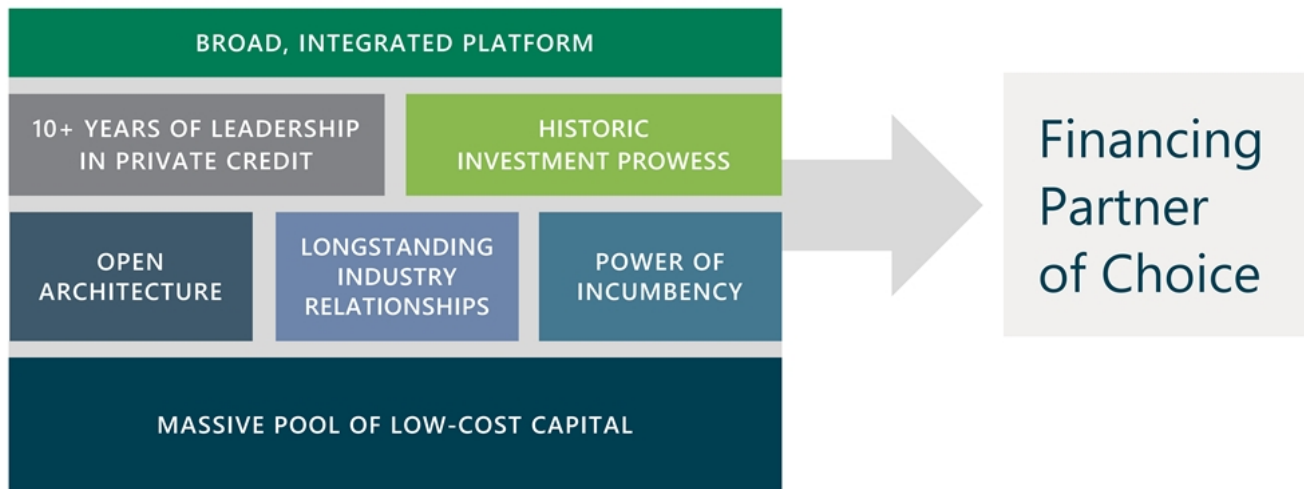 BROAD, INTEGRATED PLATFORM
10+ YEARS OF LEADERSHIP
IN PRIVATE CREDIT
HISTORIC
INVESTMENT PROWESS
OPEN
ARCHITECTURE
LONGSTANDING
INDUSTRY
RELATIONSHIPS
POWER OF
INCUMBENCY
MASSIVE POOL OF LOW-COST CAPITAL
Financing
Partner
of Choice